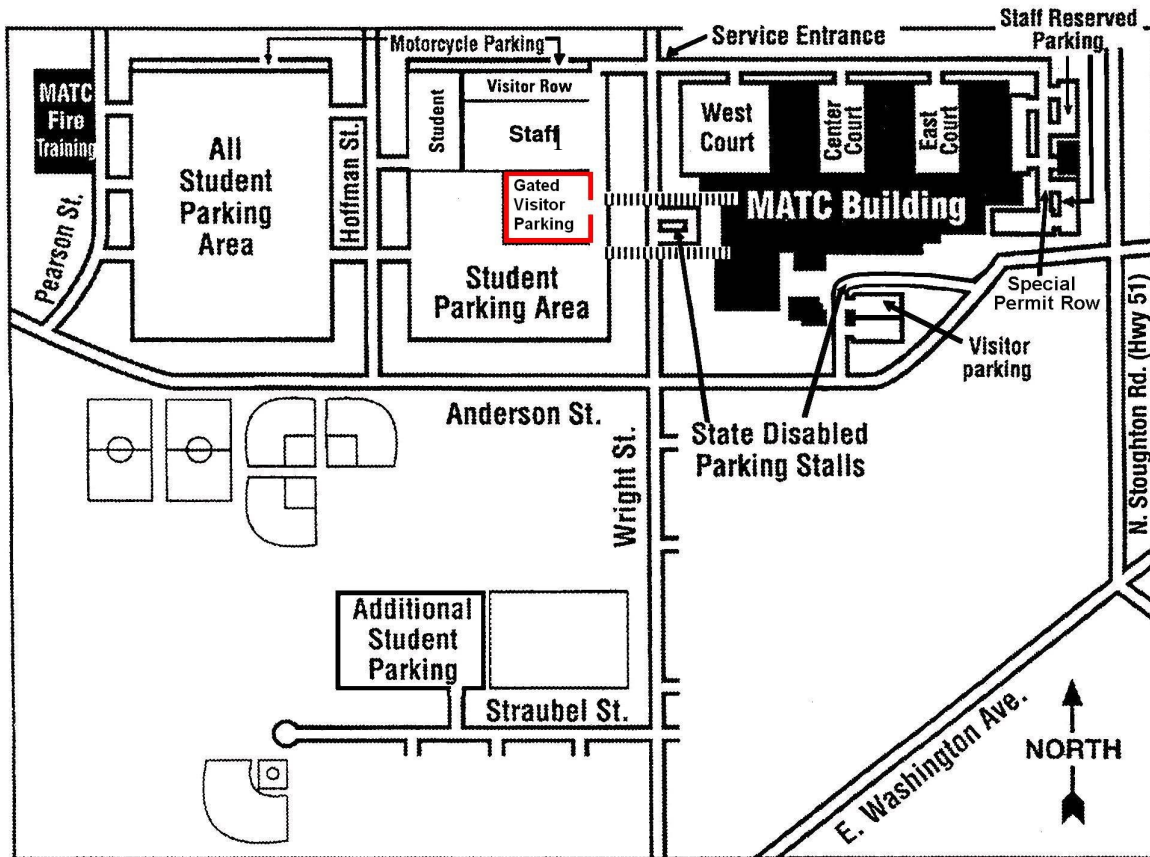 Staff Reserved
Parking
Service Entrance
Motorcycle Parking
MATC
Fire
Training
Visitor Row
Student
Staff
West
Court
Center
Court
East
Court
All
Student
Parking
Area
Hoffman St.
Gated
Visitor
Parking
MATC Building
Pearson St.
Student
Parking Area
Special
Permit Row
Visitor
parking
N. Stoughton Rd. (Hwy 51)
Anderson St.
State Disabled
Parking Stalls
Wright St.
Additional
Student
Parking
Straubel St.
E. Washington Ave.
NORTH